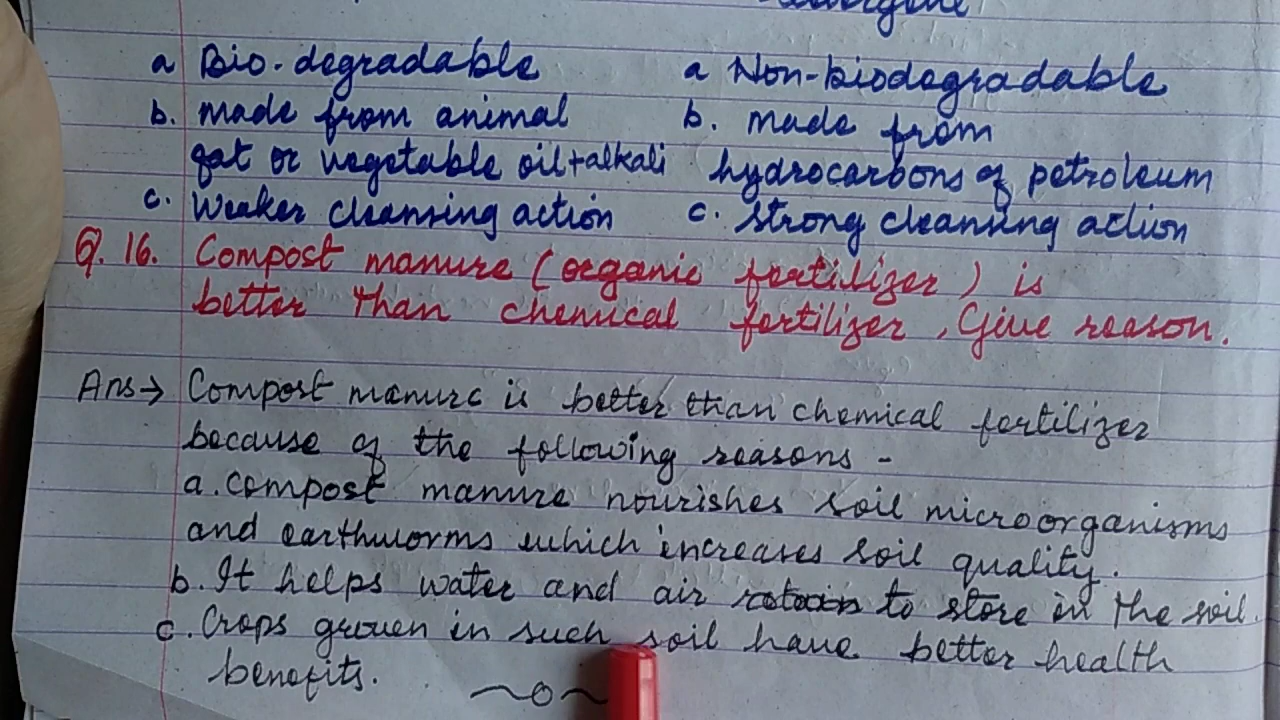 a Bio-degradable a Non-biodegradable
b. made from animal b. made from
fat or vegetable oil+alkali hydrocarbons of petroleum
c. Weaker cleansing action c. Strong cleansing action
Q. 16. Compost manure (organic fertilizer) is
better than chemical fertilizer, Give reason.
Ans→ Compost manure is better than chemical fertilizer
because of the following reasons -
a. compost manure nourishes soil microorganisms
and earthworms which increases soil quality.
b. It helps water and air to store in the soil.
c. Crops grown in such soil have better health
benefits.